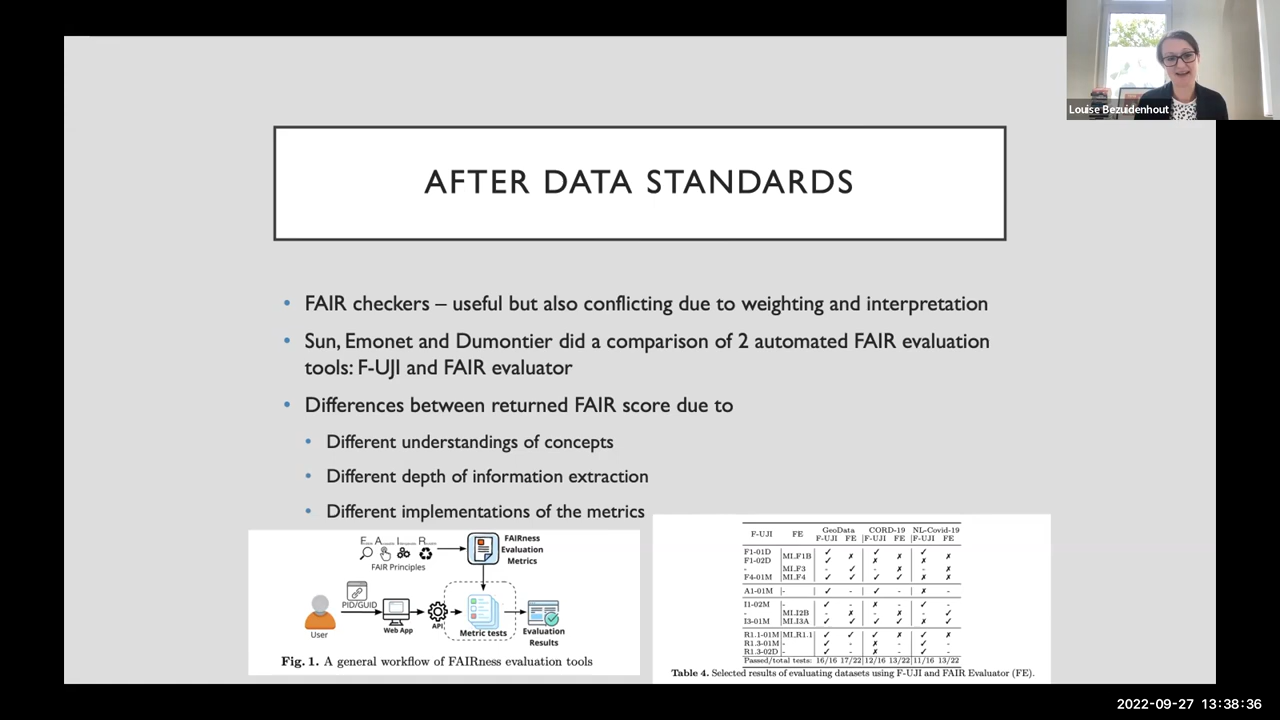 Louise Bezuidenhout
AFTER DATA STANDARDS
• FAIR checkers – useful but also conflicting due to weighting and interpretation
• Sun, Emonet and Dumontier did a comparison of 2 automated FAIR evaluation
tools: F-UJI and FAIR evaluator
• Differences between returned FAIR score due to
• Different understandings of concepts
• Different depth of information extraction
• Different implementations of the metrics
F A I R
FAIR Principles
FAIRness
Evaluation
Metrics
PID/GUID
User
Web App
API
Metric tests
Evaluation
Results
Fig. 1. A general workflow of FAIRness evaluation tools
GeoData CORD-19 NL-Covid-19
F-UJI FE F-UJI FE F-UJI FE F-UJI FE
F1-01D ✓ ✓ ✓
MI.F1B ✗ ✗ ✗
F1-02D ✓ ✗ ✗
- MI.F3 - ✓ - ✗ - ✗
F4-01M MI.F4 ✓ ✓ ✓ ✓ ✗ ✗
A1-01M - ✓ - ✓ - ✗ -
I1-02M - ✓ - ✗ - ✓ -
- MI.I2B - ✗ - ✗ - ✓
I3-01M MI.I3A ✓ ✓ ✓ ✓ ✗ ✓
R1.1-01M MI.R1.1 ✓ ✓ ✓ ✗ ✓ ✗
R1.3-01M - ✓ - ✗ - ✓ -
R1.3-02D - ✓ - ✗ - ✓ -
Passed/total tests: 16/16 17/22 12/16 13/22 11/16 13/22
Table 4. Selected results of evaluating datasets using F-UJI and FAIR Evaluator (FE).
2022-09-27 13:38:36